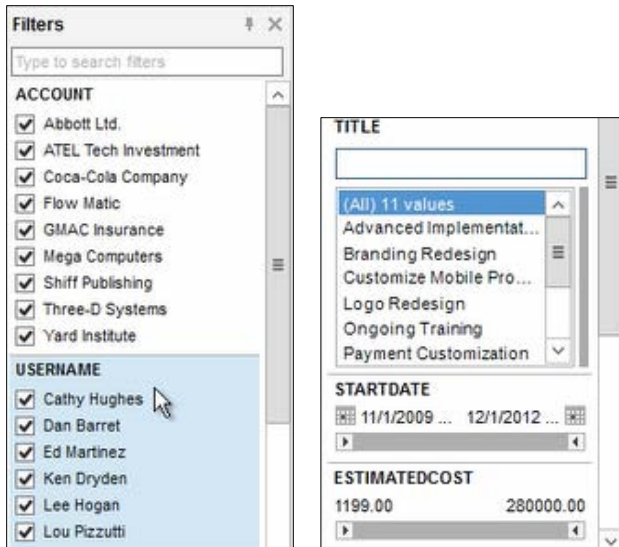 Filters
Type to search filters
ACCOUNT
Abbott Ltd.
ATEL Tech Investment
Coca-Cola Company
Flow Matic
GMAC Insurance
Mega Computers
Shiff Publishing
Three-D Systems
Yard Institute
USERNAME
Cathy Hughes
Dan Barret
Ed Martinez
Ken Dryden
Lee Hogan
Lou Pizzutti
TITLE
(All) 11 values
Advanced Implementat...
Branding Redesign
Customize Mobile Pro...
Logo Redesign
Ongoing Training
Payment Customization
STARTDATE
11/1/2009 ... 12/1/2012 ...
ESTIMATEDCOST
1199.00 280000.00